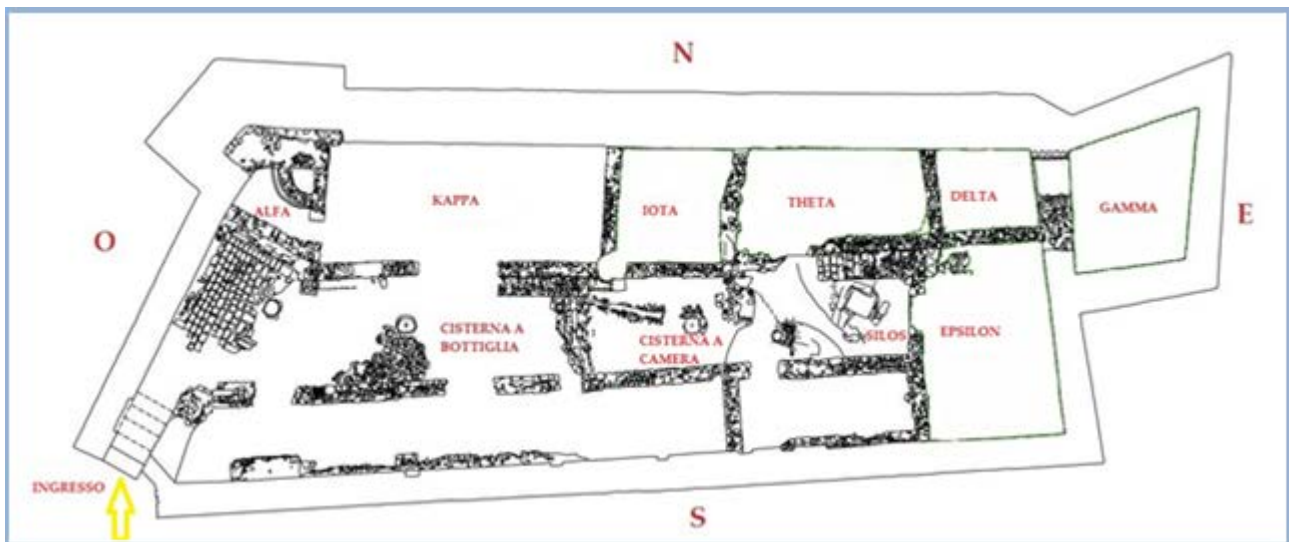 N
O
E
S
ALFA
KAPPA
IOTA
THETA
DELTA
GAMMA
CISTERNA A
BOTTIGLIA
CISTERNA A
CAMERA
SILOS
EPSILON
INGRESSO